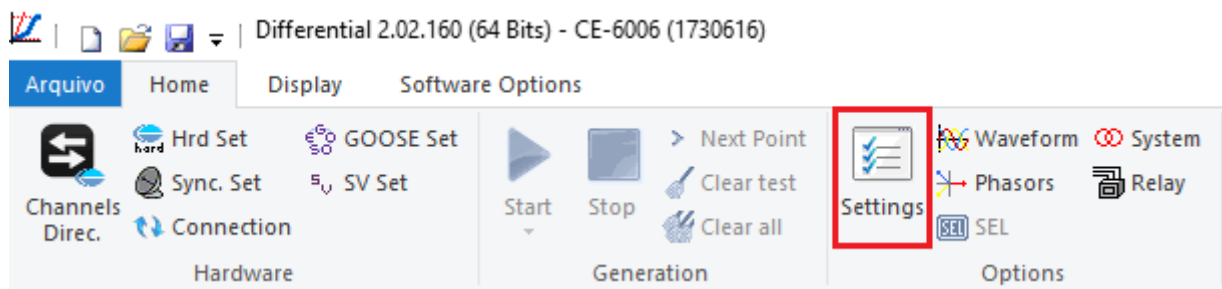 Differential 2.02.160 (64 Bits) - CE-6006 (1730616)
Arquivo Home Display Software Options
Hrd Set GOOSE Set Next Point Waveform System
Sync. Set SV Set Clear test Phasors Relay
Channels Direc. Connection Start Stop Clear all Settings SEL SEL
hard
Hardware Generation Options